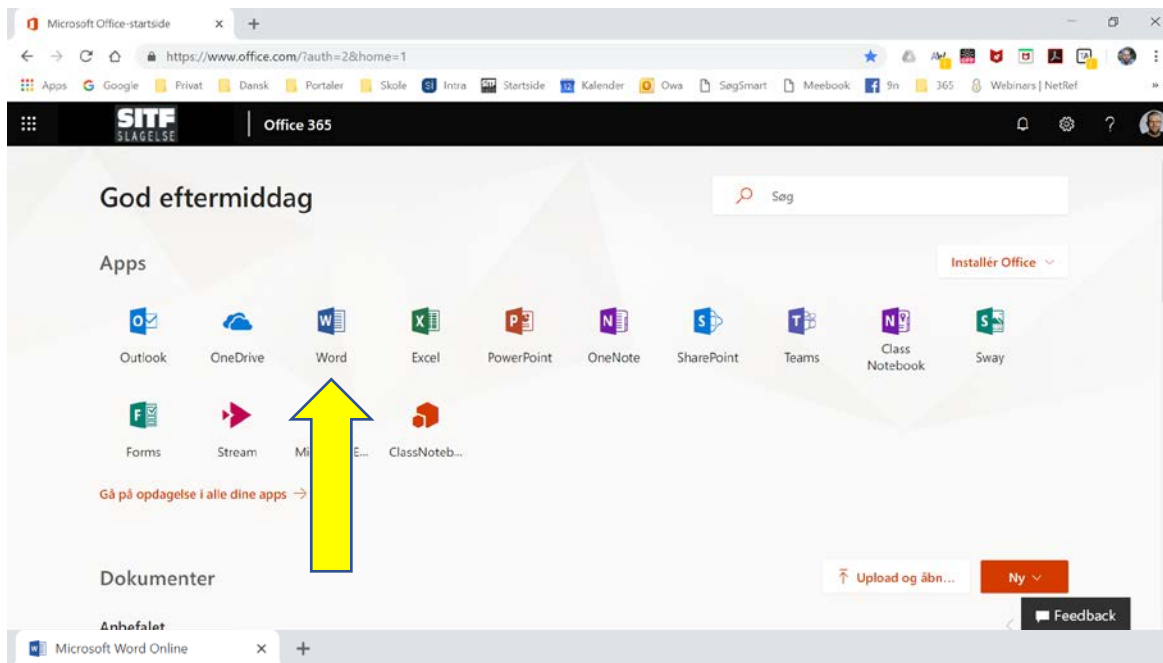 Microsoft Office-startside
https://www.office.com/?auth=2&home=1
Apps Google Privat Dansk Portaler Skole SI Intra Startside Kalender Owa SøgSmart Meebook 9n 365 Webinars | NetRef »
SITF
SLAGELSE
Office 365
God eftermiddag
Søg
Apps
Installér Office
Outlook OneDrive Word Excel PowerPoint OneNote SharePoint Teams Class Notebook Sway
Forms Stream Mi E... ClassNoteb...
Gå på opdagelse i alle dine apps →
Dokumenter
Upload og åbn...
Ny
Anbefalet
Feedback
Microsoft Word Online